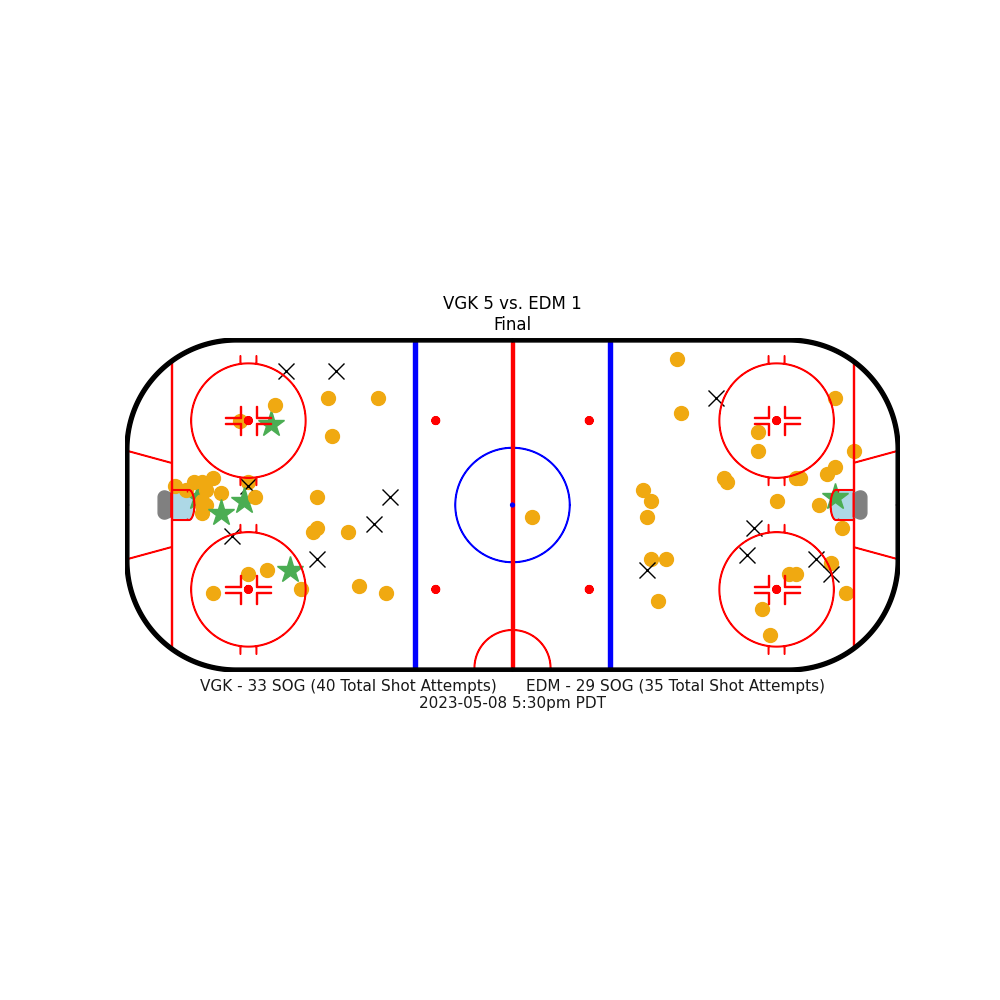 VGK 5 vs. EDM 1
Final
VGK - 33 SOG (40 Total Shot Attempts) EDM - 29 SOG (35 Total Shot Attempts)
2023-05-08 5:30pm PDT